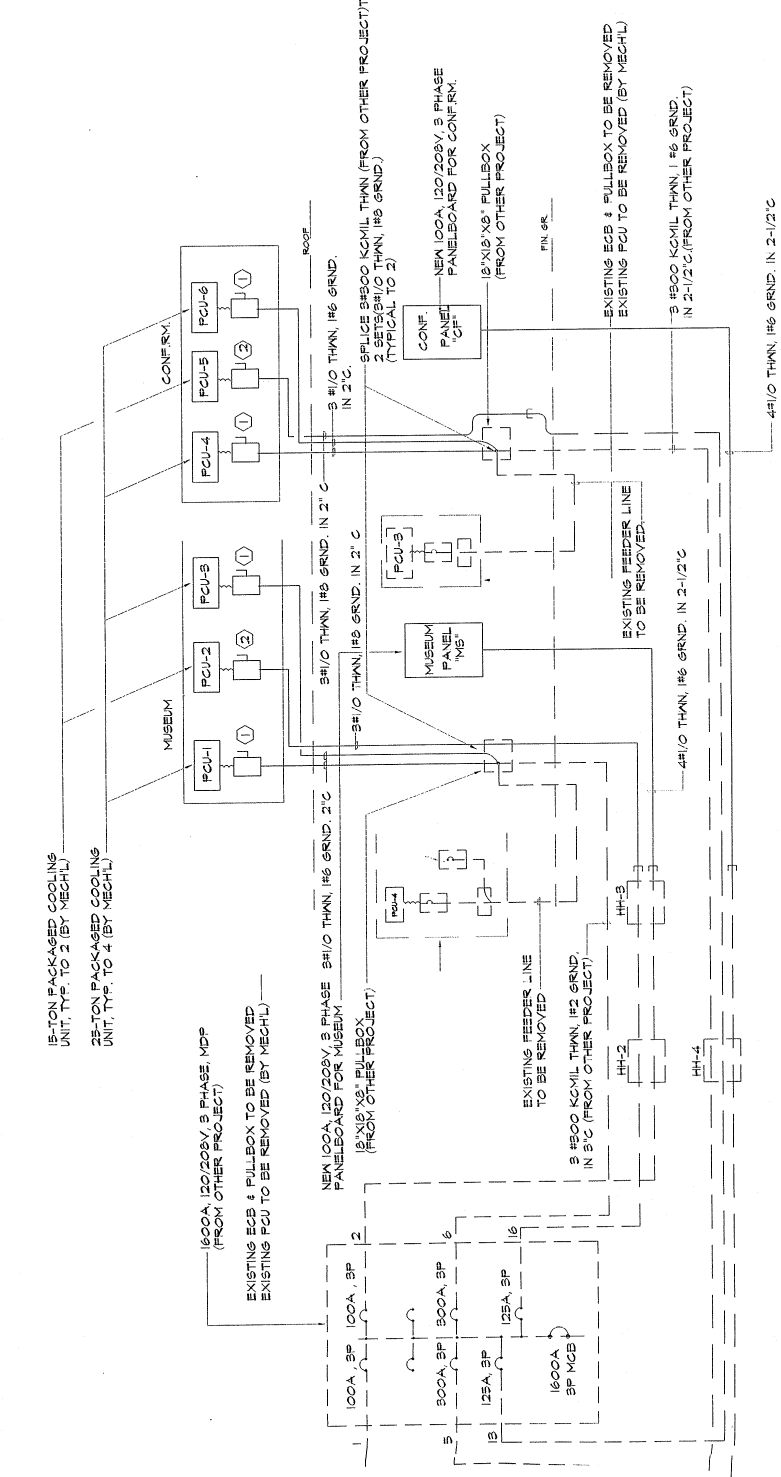 15-TON PACKAGED COOLING
UNIT, TYP. TO 2 (BY MECH'L)
25-TON PACKAGED COOLING
UNIT, TYP. TO 4 (BY MECH'L)
MUSEUM
PCU-1
1
PCU-2
2
PCU-3
1
CONF.RM.
PCU-4
1
PCU-5
2
PCU-6
1
ROOF
1600A, 120/208V, 3 PHASE, MDP
(FROM OTHER PROJECT)
EXISTING ECB & PULLBOX TO BE REMOVED
EXISTING PCU TO BE REMOVED (BY MECH'L)
NEW 100A, 120/208V, 3 PHASE
PANELBOARD FOR MUSEUM
18"X18"X8" PULLBOX
(FROM OTHER PROJECT)
3#1/0 THWN, 1#6 GRND. 2"C
3#1/0 THWN, 1#8 GRND. IN 2" C
3#1/0 THWN, 1#8 GRND. IN 2" C
3 #1/0 THWN, 1#6 GRND.
IN 2"C.
SPLICE 3#300 KCMIL THWN (FROM OTHER PROJECT)T
2 SETS(3#1/0 THWN, 1#8 GRND.)
(TYPICAL TO 2)
NEW 100A, 120/208V, 3 PHASE
PANELBOARD FOR CONF.RM.
18"X18"X8" PULLBOX
(FROM OTHER PROJECT)
CONF.
PANEL
"CF"
FIN. GR.
PCU-3
MUSEUM
PANEL
"MS"
PCU-4
EXISTING FEEDER LINE
TO BE REMOVED
EXISTING FEEDER LINE
TO BE REMOVED.
EXISTING ECB & PULLBOX TO BE REMOVED
EXISTING PCU TO BE REMOVED (BY MECH'L)
3 #300 KCMIL THWN, 1 #6 GRND.
IN 2-1/2"C.(FROM OTHER PROJECT)
3 #300 KCMIL THWN, 1#2 GRND.
IN 3"C (FROM OTHER PROJECT)
4#1/0 THWN, 1#6 GRND. IN 2-1/2"C
4#1/0 THWN, 1#6 GRND. IN 2-1/2"C
HH-2
HH-3
HH-4
1
100A, 3P
100A, 3P
2
5
300A, 3P
300A, 3P
6
13
125A, 3P
125A, 3P
16
1600A
3P MCB